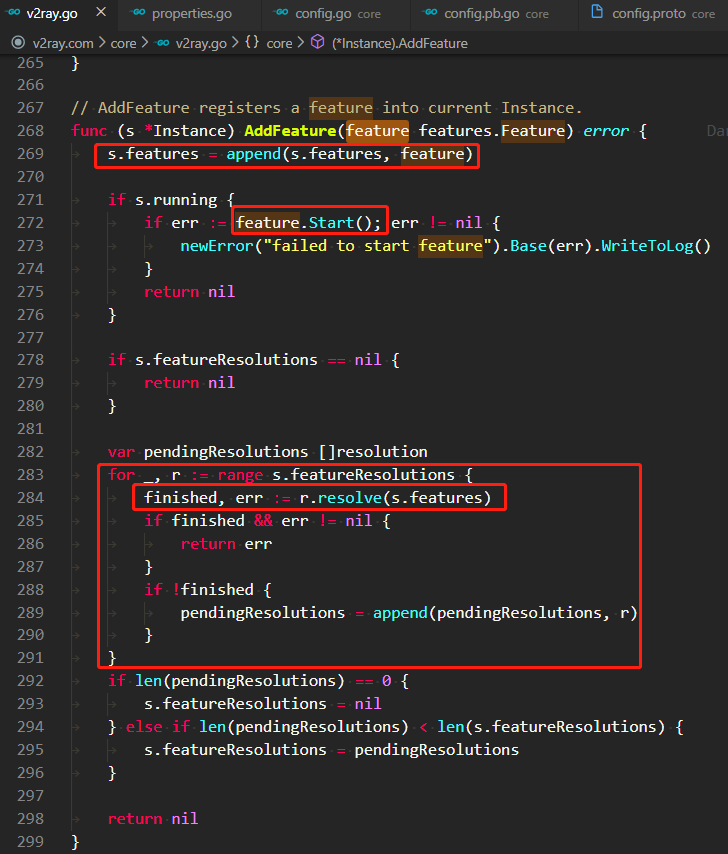 v2ray.go × properties.go config.go core config.pb.go core config.proto core
v2ray.com > core > v2ray.go > {} core > (*Instance).AddFeature
265 }
266
267 // AddFeature registers a feature into current Instance.
268 func (s *Instance) AddFeature(feature features.Feature) error { Da
269 s.features = append(s.features, feature)
270
271 if s.running {
272 if err := feature.Start(); err != nil {
273 newError("failed to start feature").Base(err).WriteToLog()
274 }
275 return nil
276 }
277
278 if s.featureResolutions == nil {
279 return nil
280 }
281
282 var pendingResolutions []resolution
283 for _, r := range s.featureResolutions {
284 finished, err := r.resolve(s.features)
285 if finished && err != nil {
286 return err
287 }
288 if !finished {
289 pendingResolutions = append(pendingResolutions, r)
290 }
291 }
292 if len(pendingResolutions) == 0 {
293 s.featureResolutions = nil
294 } else if len(pendingResolutions) < len(s.featureResolutions) {
295 s.featureResolutions = pendingResolutions
296 }
297
298 return nil
299 }